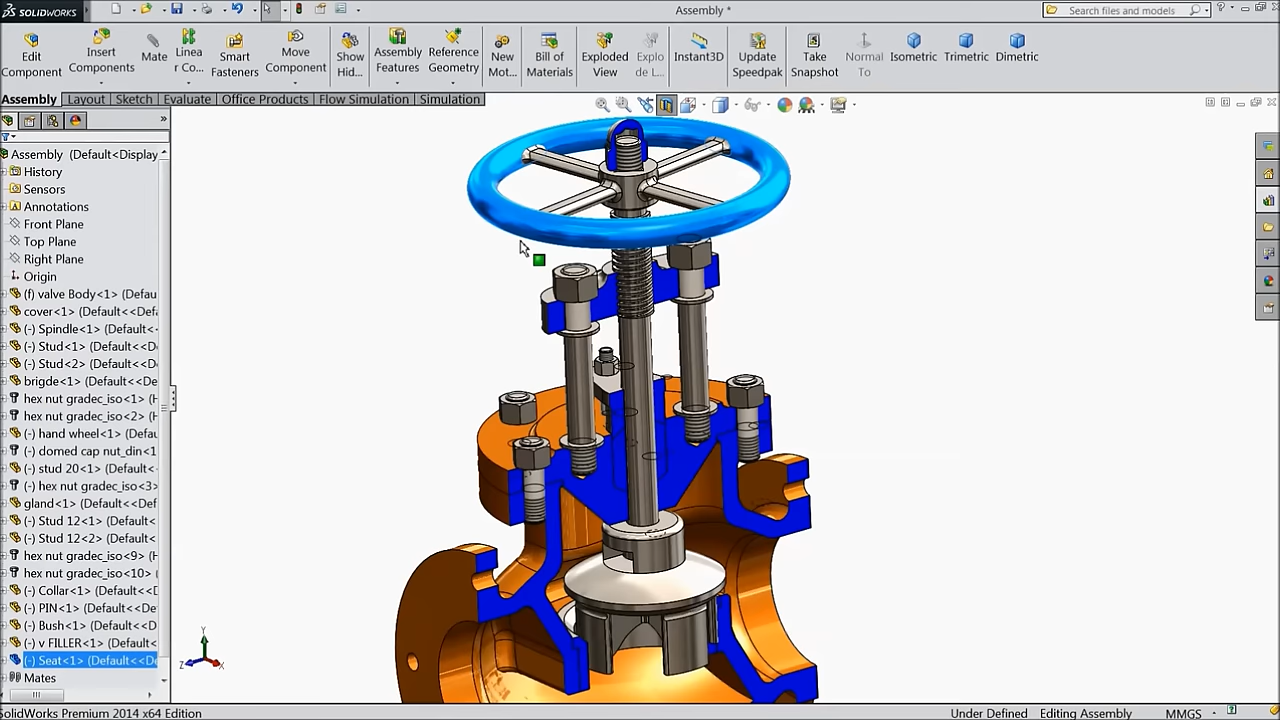 SOLIDWORKS
Assembly *
Search files and models
Edit
Component
Insert
Components
Mate
Linea
r Co...
Smart
Fasteners
Move
Component
Show
Hid...
Assembly
Features
Reference
Geometry
New
Mot...
Bill of
Materials
Exploded
View
Explo
de L...
Instant3D
Update
Speedpak
Take
Snapshot
Normal
To
Isometric
Trimetric
Dimetric
Assembly
Layout
Sketch
Evaluate
Office Products
Flow Simulation
Simulation
Assembly (Default<Display
History
Sensors
Annotations
Front Plane
Top Plane
Right Plane
Origin
(f) valve Body<1> (Defau
cover<1> (Default<<Defa
(-) Spindle<1> (Default<
(-) Stud<1> (Default<<D
(-) Stud<2> (Default<<D
brigde<1> (Default<<De
hex nut gradec_iso<1> (H
hex nut gradec_iso<2> (H
(-) hand wheel<1> (Defau
(-) domed cap nut_din<1
(-) stud 20<1> (Default<
(-) hex nut gradec_iso<3>
gland<1> (Default<<Def
(-) Stud 12<1> (Default<
(-) Stud 12<2> (Default<
hex nut gradec_iso<9> (H
hex nut gradec_iso<10> (
(-) Collar<1> (Default<<
(-) PIN<1> (Default<<De
(-) Bush<1> (Default<<D
(-) v FILLER<1> (Default<
(-) Seat<1> (Default<<De
Mates
Y
Z
X
SolidWorks Premium 2014 x64 Edition
Under Defined
Editing Assembly
MMGS